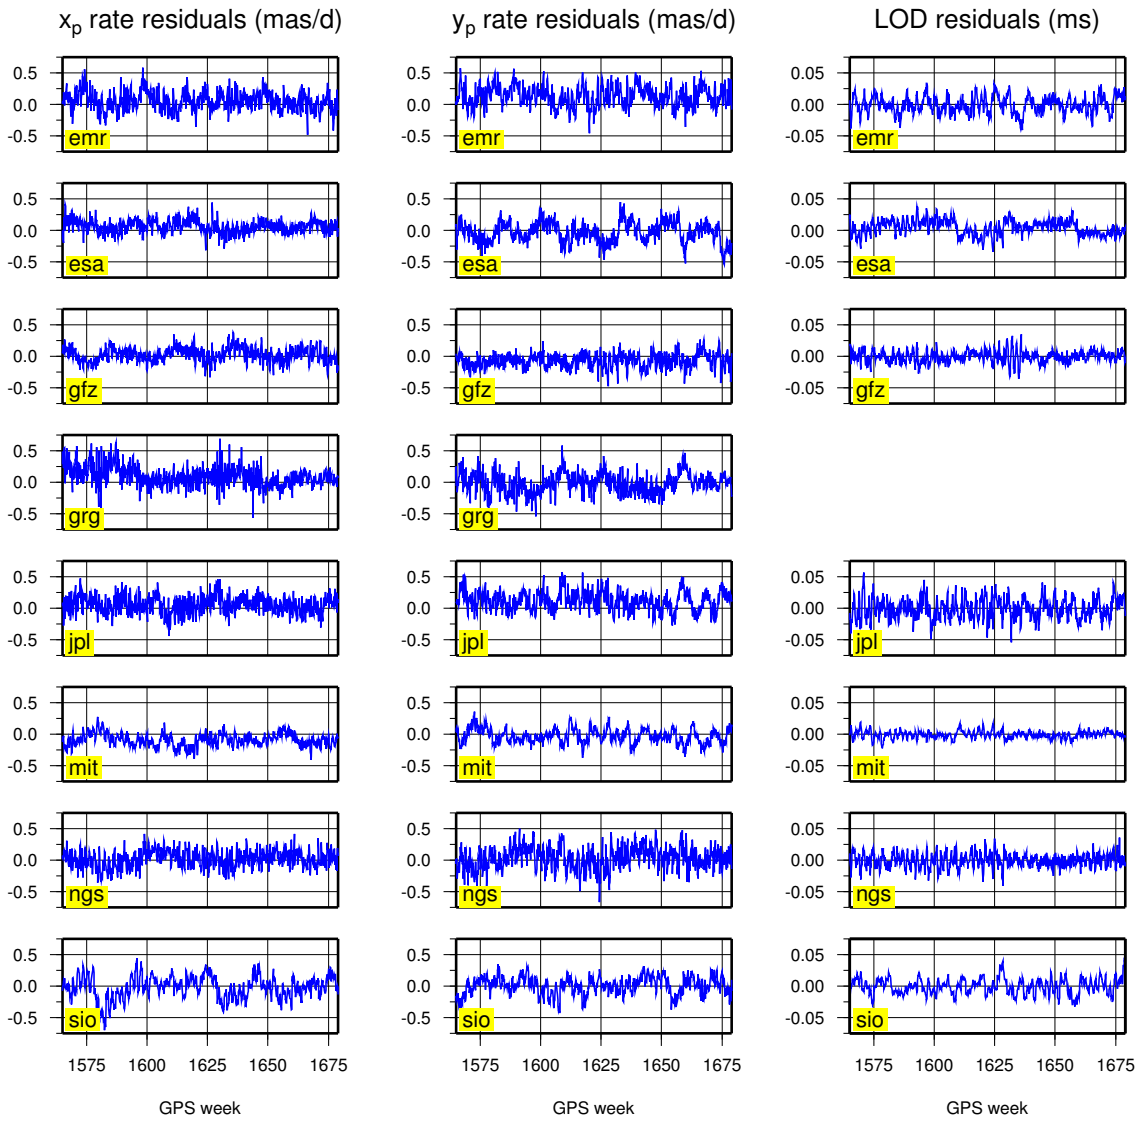 xp rate residuals (mas/d) yp rate residuals (mas/d) LOD residuals (ms)
0.5 0.5 0.05
0.0 0.0 0.00
-0.5 -0.5 -0.05
emr emr emr
0.5 0.5 0.05
0.0 0.0 0.00
-0.5 -0.5 -0.05
esa esa esa
0.5 0.5 0.05
0.0 0.0 0.00
-0.5 -0.5 -0.05
gfz gfz gfz
0.5 0.5
0.0 0.0
-0.5 -0.5
grg grg
0.5 0.5 0.05
0.0 0.0 0.00
-0.5 -0.5 -0.05
jpl jpl jpl
0.5 0.5 0.05
0.0 0.0 0.00
-0.5 -0.5 -0.05
mit mit mit
0.5 0.5 0.05
0.0 0.0 0.00
-0.5 -0.5 -0.05
ngs ngs ngs
0.5 0.5 0.05
0.0 0.0 0.00
-0.5 -0.5 -0.05
sio sio sio
1575 1600 1625 1650 1675 1575 1600 1625 1650 1675 1575 1600 1625 1650 1675
GPS week GPS week GPS week